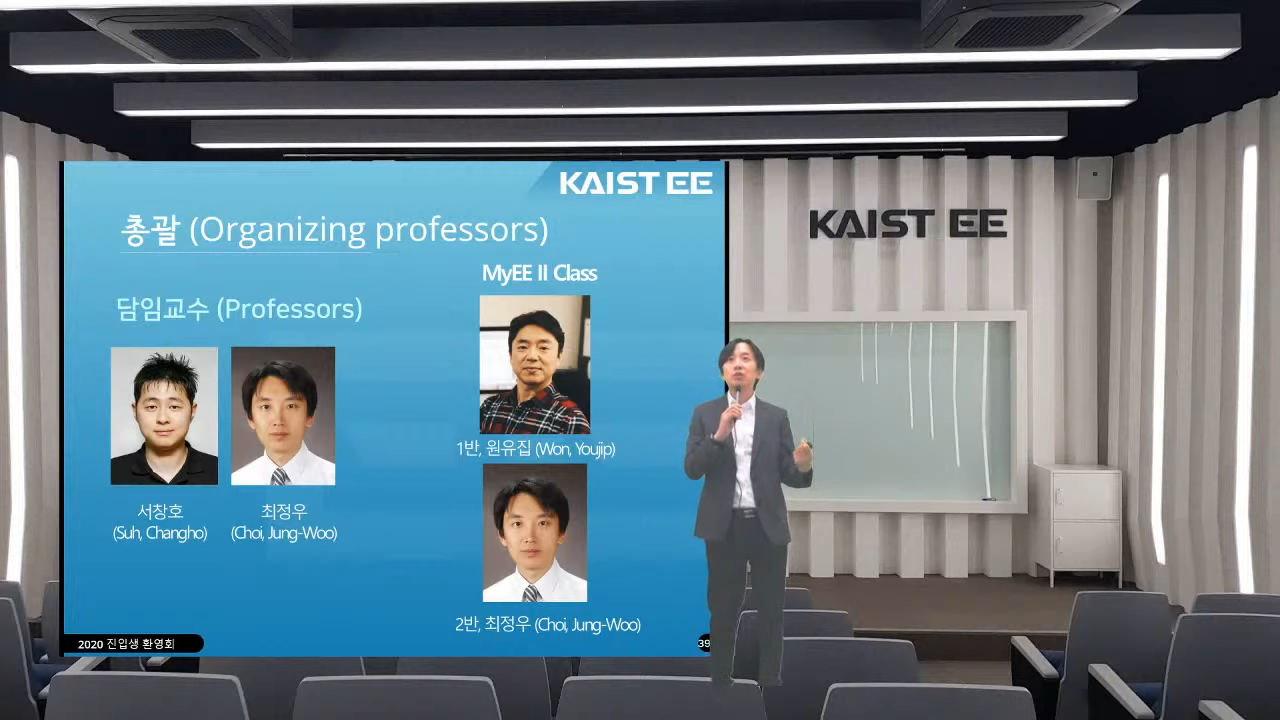 KAIST EE
총괄 (Organizing professors)
MyEE II Class
담임교수 (Professors)
1반, 원유집 (Won, Youjip)
서창호
(Suh, Changho)
최정우
(Choi, Jung-Woo)
2반, 최정우 (Choi, Jung-Woo)
2020 진입생 환영회
39
KAIST EE